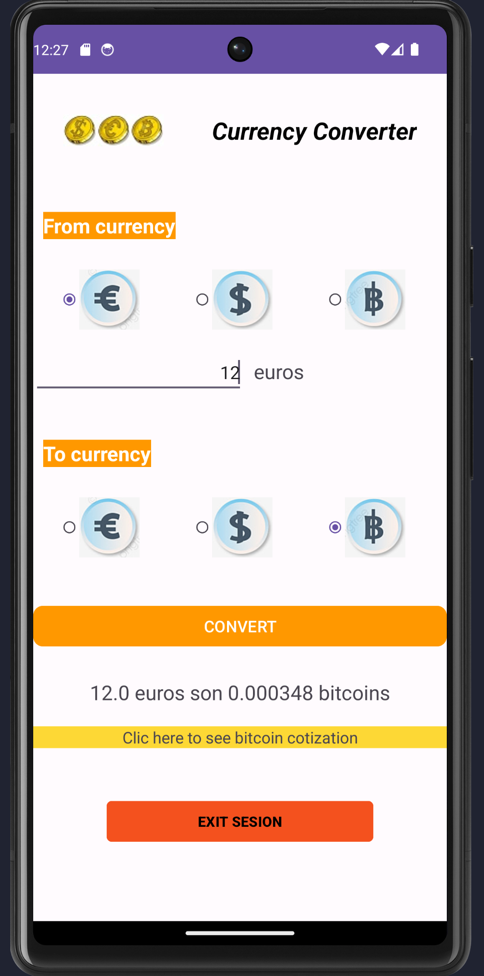 12:27
Currency Converter
From currency
€ $ ฿
12 euros
To currency
€ $ ฿
CONVERT
12.0 euros son 0.000348 bitcoins
Clic here to see bitcoin cotization
EXIT SESION